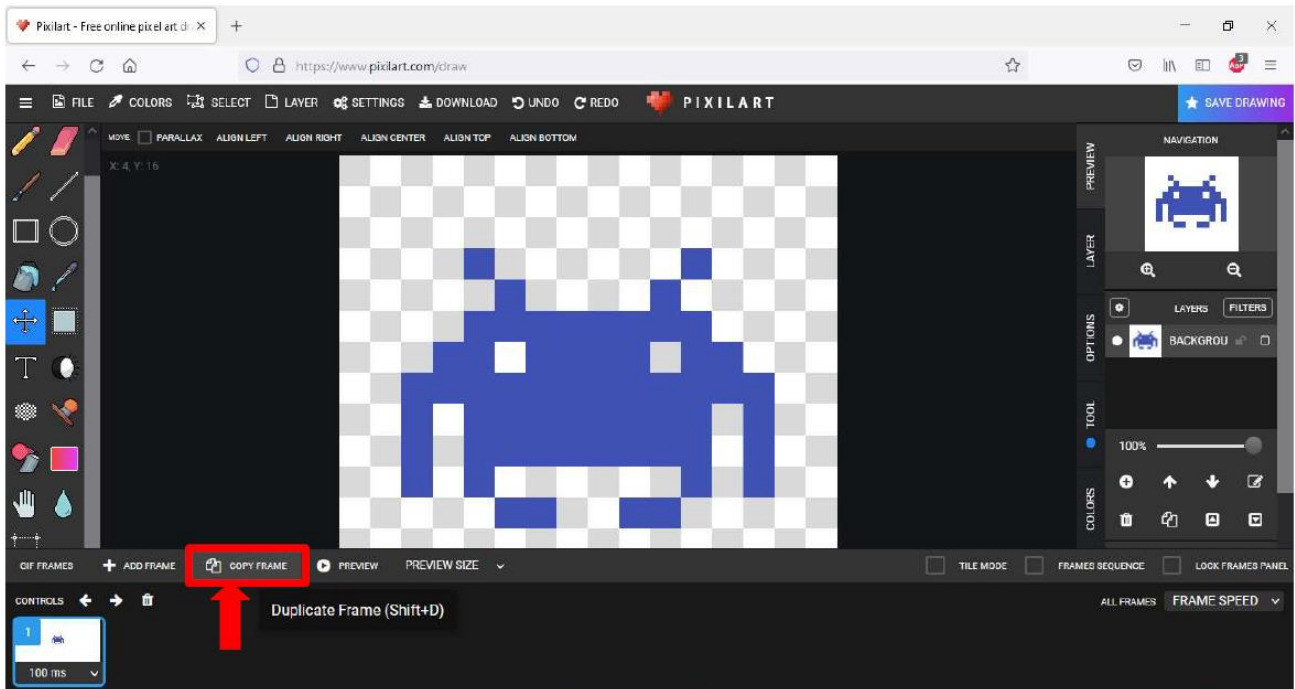 Pixilart - Free online pixel art dr
https://www.pixilart.com/draw
3
ABP
FILE COLORS SELECT LAYER SETTINGS DOWNLOAD UNDO REDO PIXILART SAVE DRAWING
MOVE PARALLAX ALIGN LEFT ALIGN RIGHT ALIGN CENTER ALIGN TOP ALIGN BOTTOM
X: 4, Y: 16
PREVIEW
NAVIGATION
LAYER
LAYERS FILTERS
BACKGROU
OPTIONS
TOOL
100%
COLORS
GIF FRAMES ADD FRAME COPY FRAME PREVIEW PREVIEW SIZE TILE MODE FRAMES SEQUENCE LOCK FRAMES PANEL
CONTROLS
Duplicate Frame (Shift+D)
ALL FRAMES FRAME SPEED
1
100 ms